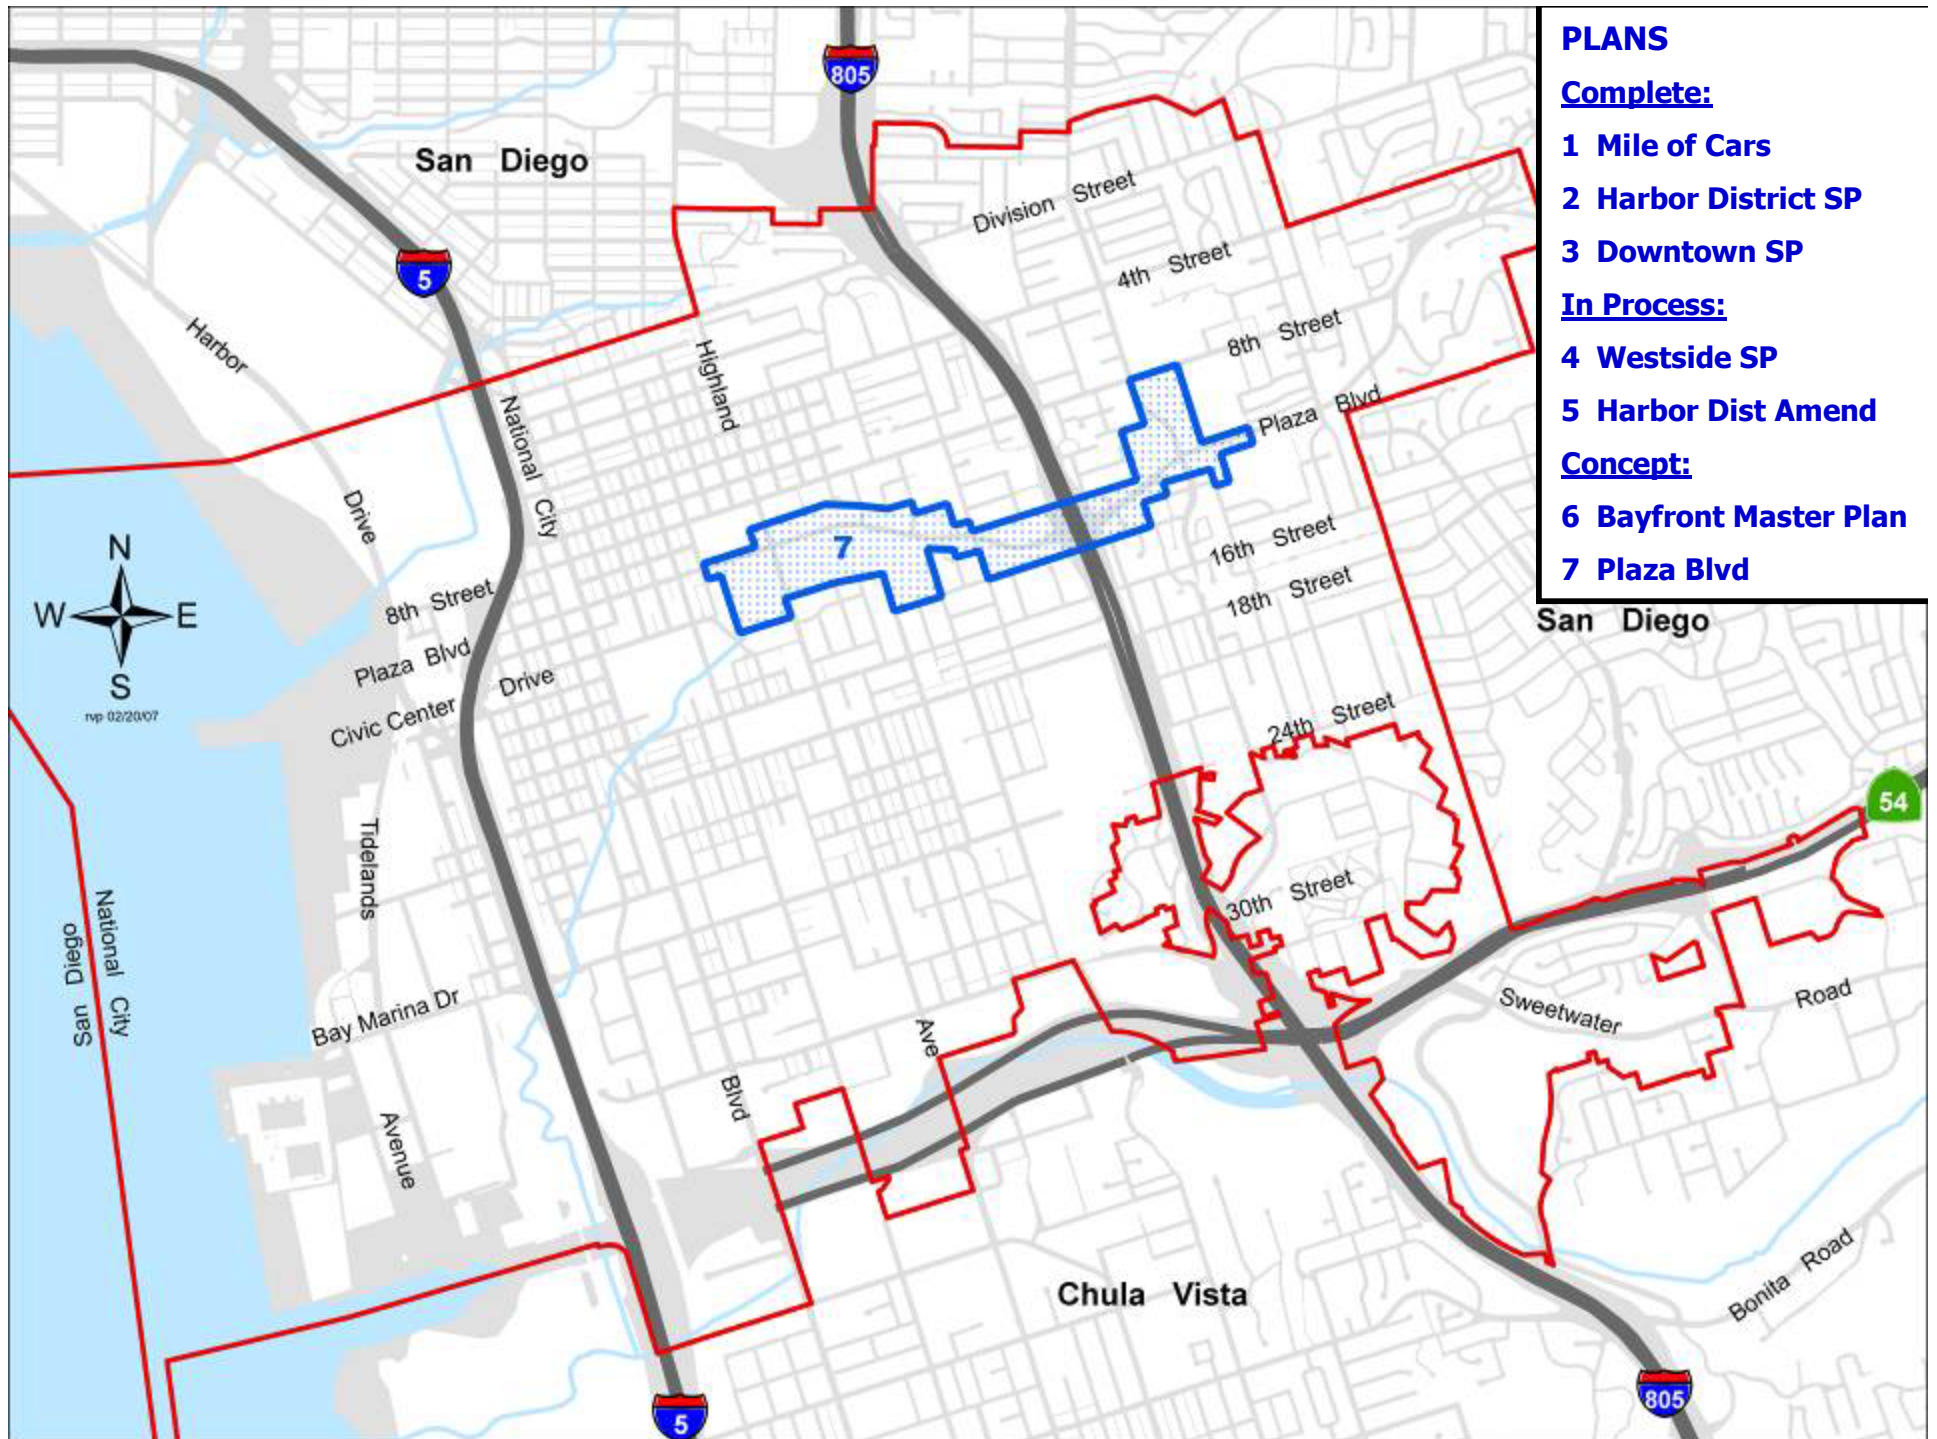 PLANS
Complete:
1 Mile of Cars
2 Harbor District SP
3 Downtown SP
In Process:
4 Westside SP
5 Harbor Dist Amend
Concept:
6 Bayfront Master Plan
7 Plaza Blvd
805
San Diego
Division Street
4th Street
5
Harbor
8th Street
Highland
Plaza Blvd
National City
Drive
7
16th Street
N
W E
S
rvp 02/20/07
8th Street
18th Street
San Diego
Plaza Blvd
Civic Center Drive
24th Street
54
Tidelands
30th Street
National City
San Diego
Bay Marina Dr
Sweetwater
Road
Ave
Blvd
Avenue
Chula Vista
Bonita Road
5
805